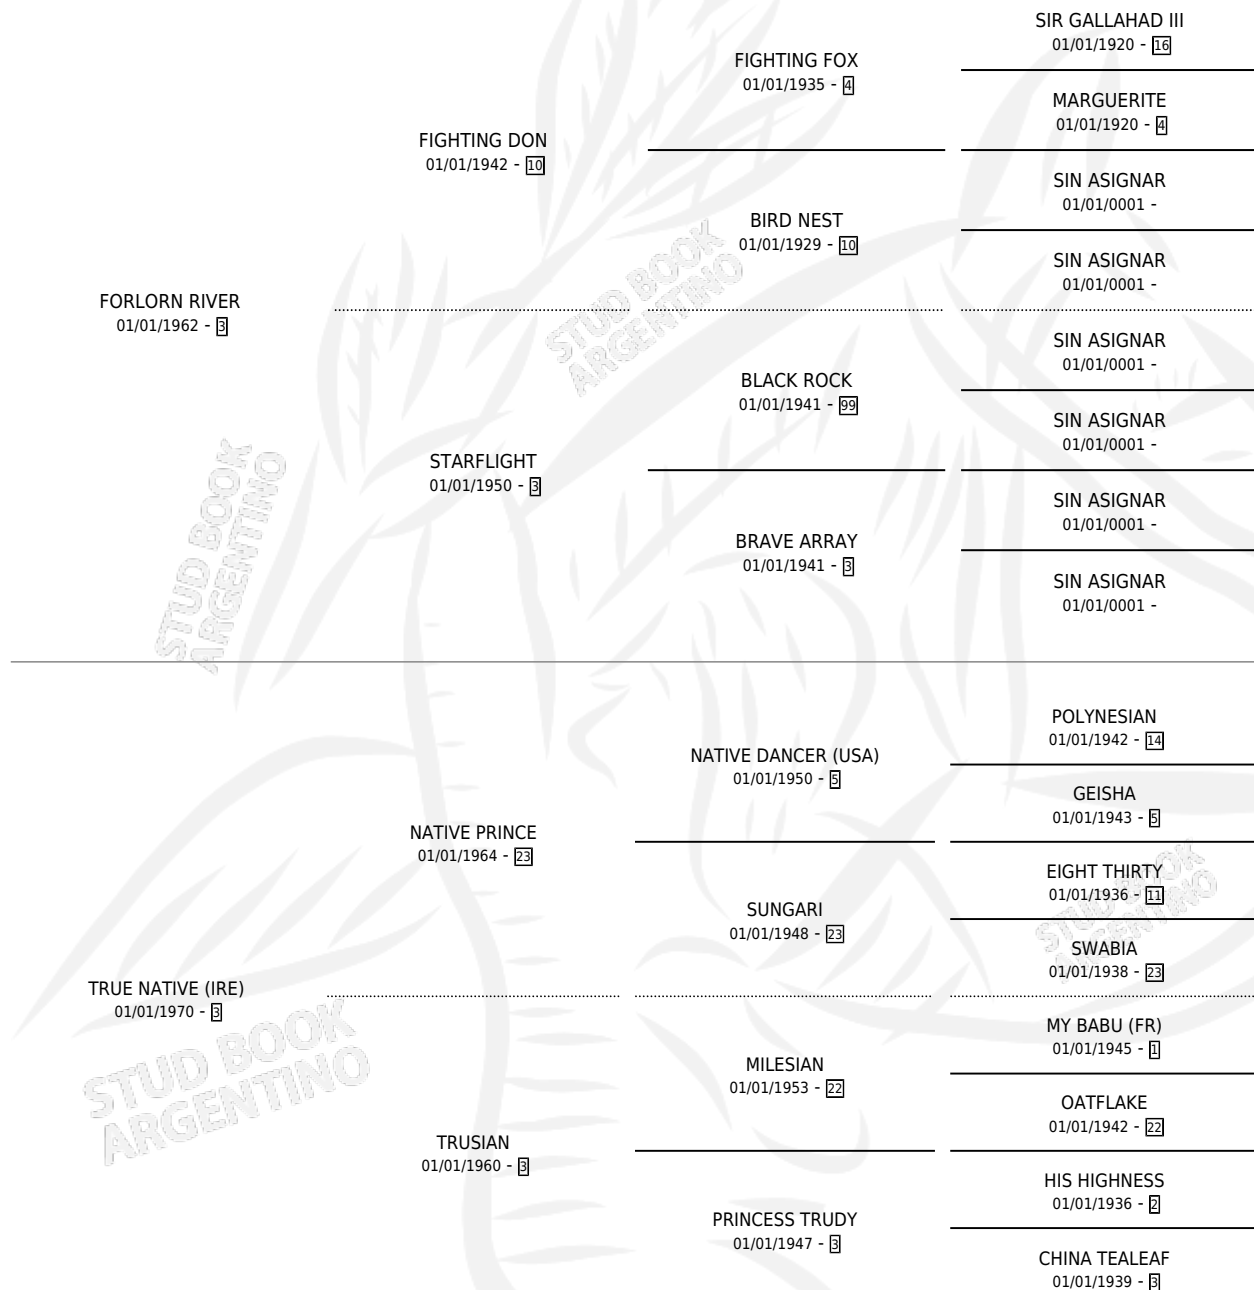 SIR GALLAHAD III
01/01/1920 - 16
FIGHTING FOX
01/01/1935 - 4
MARGUERITE
01/01/1920 - 4
FIGHTING DON
01/01/1942 - 10
SIN ASIGNAR
01/01/0001 -
BIRD NEST
01/01/1929 - 10
SIN ASIGNAR
01/01/0001 -
FORLORN RIVER
01/01/1962 - 3
STUD BOOK
ARGENTINO
SIN ASIGNAR
01/01/0001 -
BLACK ROCK
01/01/1941 - 99
SIN ASIGNAR
01/01/0001 -
STARFLIGHT
01/01/1950 - 3
SIN ASIGNAR
01/01/0001 -
BRAVE ARRAY
01/01/1941 - 3
SIN ASIGNAR
01/01/0001 -
STUD BOOK
ARGENTINO
POLYNESIAN
01/01/1942 - 14
NATIVE DANCER (USA)
01/01/1950 - 5
GEISHA
01/01/1943 - 5
NATIVE PRINCE
01/01/1964 - 23
EIGHT THIRTY
01/01/1936 - 11
SUNGARI
01/01/1948 - 23
SWABIA
01/01/1938 - 23
STUD BOOK
ARGENTINO
TRUE NATIVE (IRE)
01/01/1970 - 3
MY BABU (FR)
01/01/1945 - 1
STUD BOOK
ARGENTINO
MILESIAN
01/01/1953 - 22
OATFLAKE
01/01/1942 - 22
TRUSIAN
01/01/1960 - 3
HIS HIGHNESS
01/01/1936 - 2
PRINCESS TRUDY
01/01/1947 - 3
CHINA TEALEAF
01/01/1939 - 3